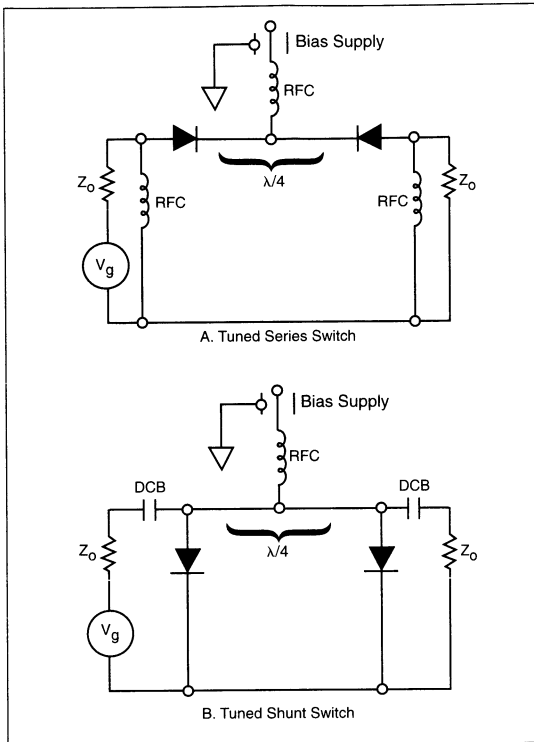 | Bias Supply
RFC
λ/4
Zo
RFC
RFC
Zo
Vg
A. Tuned Series Switch
| Bias Supply
RFC
DCB
DCB
λ/4
Zo
Zo
Vg
B. Tuned Shunt Switch